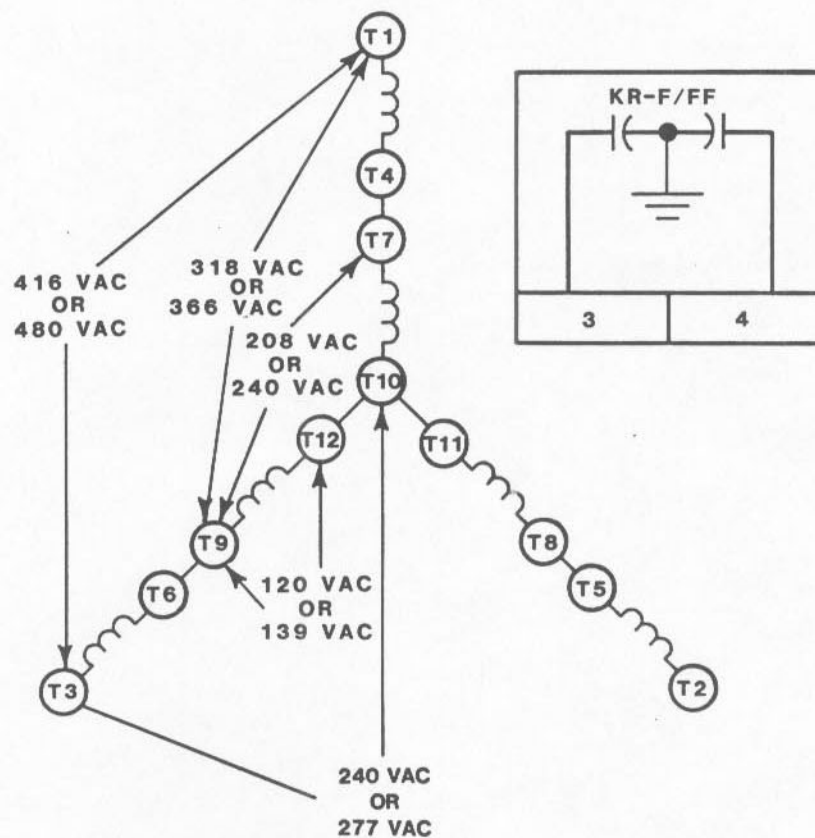 T1
KR-F/FF
T4
T7
416 VAC
OR
480 VAC
318 VAC
OR
366 VAC
3
4
208 VAC
OR
240 VAC
T10
T12
T11
T9
T8
T6
T5
120 VAC
OR
139 VAC
T3
T2
240 VAC
OR
277 VAC